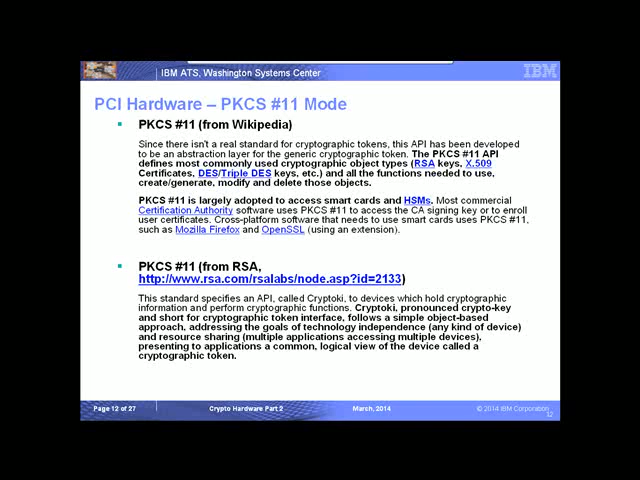 IBM ATS, Washington Systems Center
IBM
PCI Hardware – PKCS #11 Mode
PKCS #11 (from Wikipedia)
Since there isn't a real standard for cryptographic tokens, this API has been developed
to be an abstraction layer for the generic cryptographic token. The PKCS #11 API
defines most commonly used cryptographic object types (RSA keys, X.509
Certificates, DES/Triple DES keys, etc.) and all the functions needed to use,
create/generate, modify and delete those objects.
PKCS #11 is largely adopted to access smart cards and HSMs. Most commercial
Certification Authority software uses PKCS #11 to access the CA signing key or to enroll
user certificates. Cross-platform software that needs to use smart cards uses PKCS #11,
such as Mozilla Firefox and OpenSSL (using an extension).
PKCS #11 (from RSA,
http://www.rsa.com/rsalabs/node.asp?id=2133)
This standard specifies an API, called Cryptoki, to devices which hold cryptographic
information and perform cryptographic functions. Cryptoki, pronounced crypto-key
and short for cryptographic token interface, follows a simple object-based
approach, addressing the goals of technology independence (any kind of device)
and resource sharing (multiple applications accessing multiple devices),
presenting to applications a common, logical view of the device called a
cryptographic token.
Page 12 of 27 Crypto Hardware Part 2 March, 2014 © 2014 IBM Corporation
12